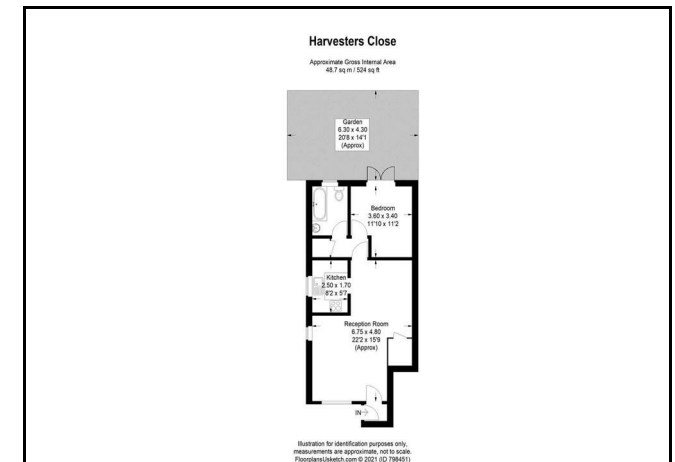 Harvesters Close
Approximate Gross Internal Area
48.7 sq m / 524 sq ft
Garden
6.30 x 4.30
20'8 x 14'1
(Approx)
Bedroom
3.60 x 3.40
11'10 x 11'2
Kitchen
2.50 x 1.70
8'2 x 5'7
Reception Room
6.75 x 4.80
22'2 x 15'9
(Approx)
IN
Illustration for identification purposes only,
measurements are approximate, not to scale.
FloorplansUsketch.com © 2021 (ID 798451)